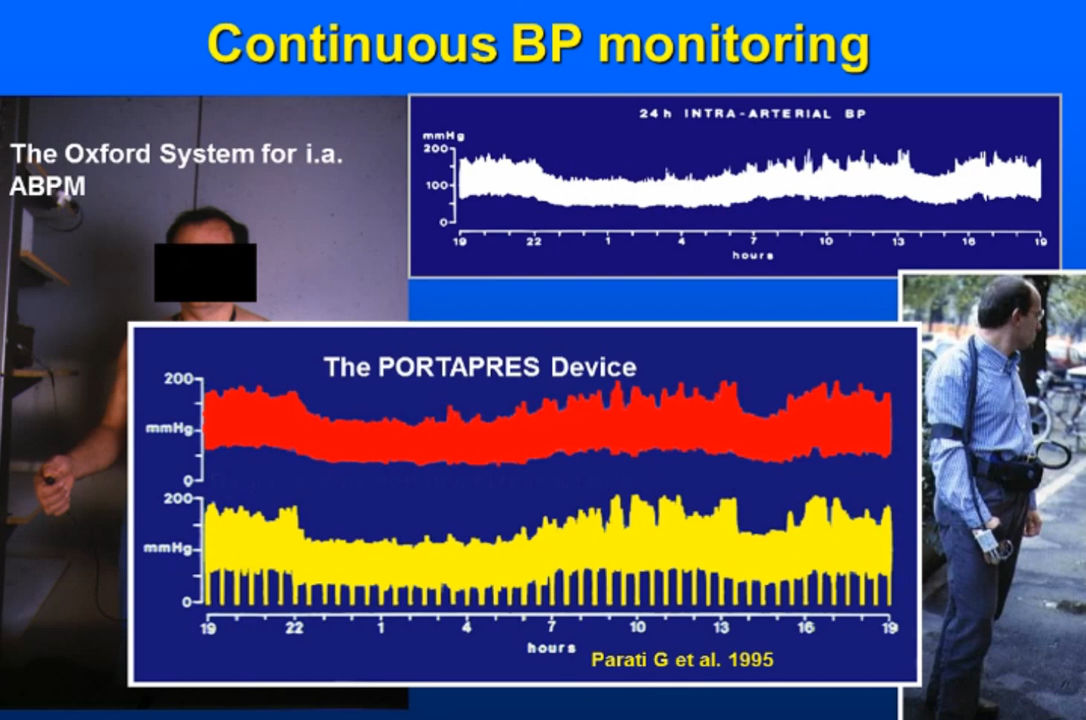 Continuous BP monitoring
The Oxford System for i.a.
ABPM
24h INTRA-ARTERIAL BP
mmHg
200
100
0
19 22 1 4 7 10 13 16 19
hours
The PORTAPRES Device
200
mmHg
0
200
mmHg
0
19 22 1 4 7 10 13 16 19
hours
Parati G et al. 1995